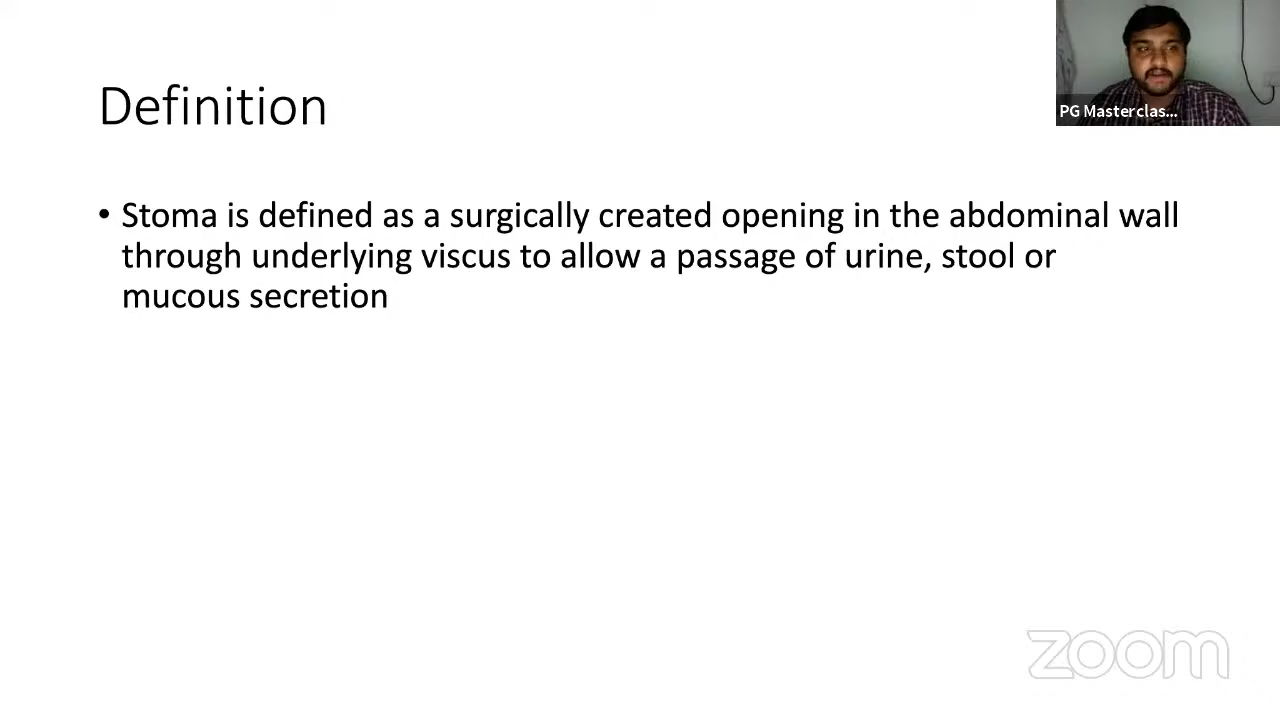 PG Masterclas...
Definition
• Stoma is defined as a surgically created opening in the abdominal wall
through underlying viscus to allow a passage of urine, stool or
mucous secretion
zoom